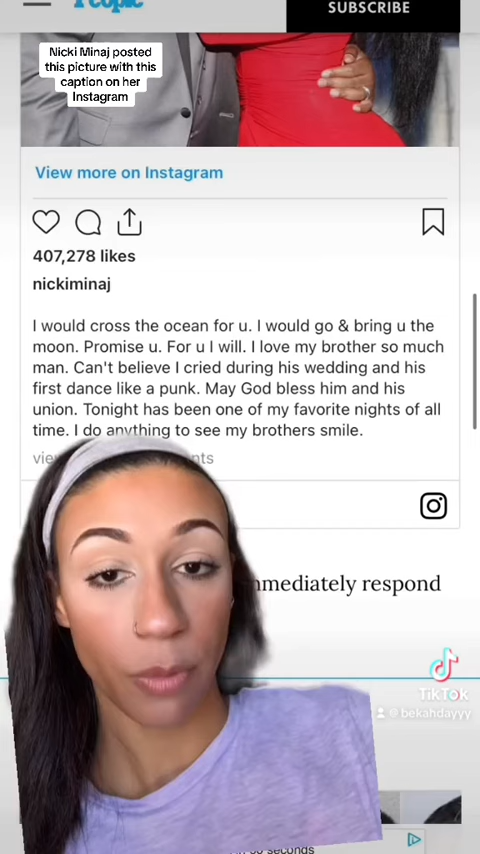 People
SUBSCRIBE
Nicki Minaj posted
this picture with this
caption on her
Instagram
View more on Instagram
407,278 likes
nickiminaj
I would cross the ocean for u. I would go & bring u the
moon. Promise u. For u I will. I love my brother so much
man. Can't believe I cried during his wedding and his
first dance like a punk. May God bless him and his
union. Tonight has been one of my favorite nights of all
time. I do anything to see my brothers smile.
mmediately respond
TikTok
@bekahdayyy
seconds